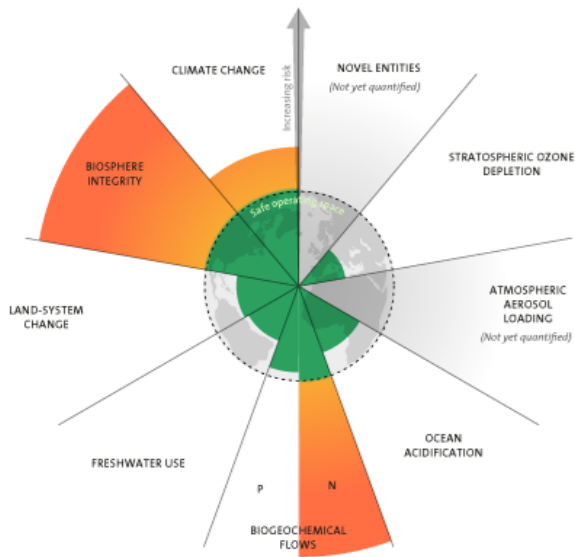 CLIMATE CHANGE
Increasing risk
NOVEL ENTITIES
(Not yet quantified)
STRATOSPHERIC OZONE
DEPLETION
BIOSPHERE
INTEGRITY
Safe operating space
ATMOSPHERIC
AEROSOL
LOADING
(Not yet quantified)
LAND-SYSTEM
CHANGE
OCEAN
ACIDIFICATION
FRESHWATER USE
P
N
BIOGEOCHEMICAL
FLOWS